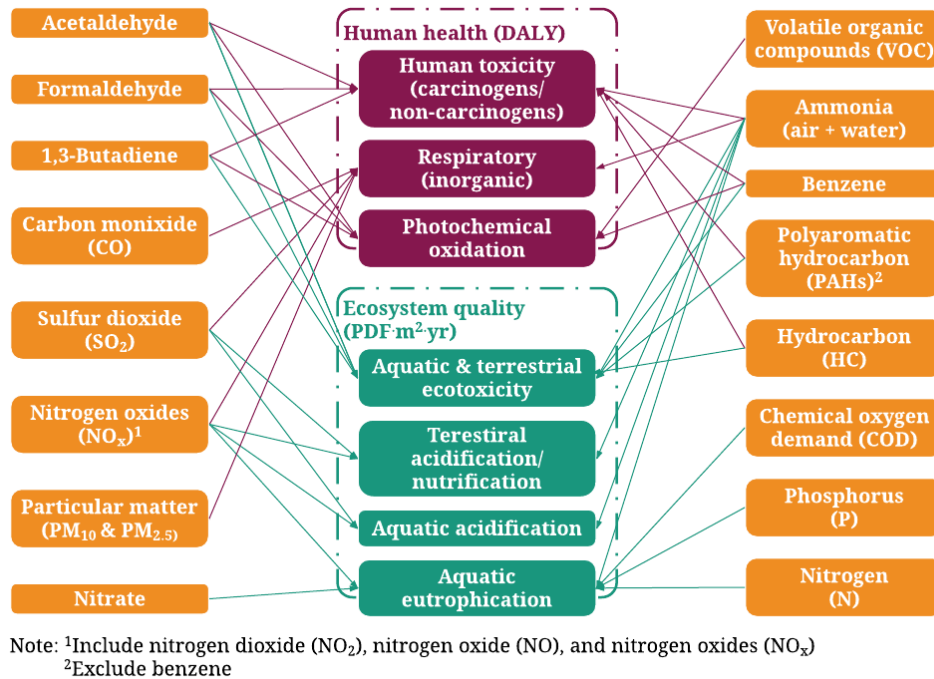 Acetaldehyde
Formaldehyde
1,3-Butadiene
Carbon monixide
(CO)
Sulfur dioxide
(SO₂)
Nitrogen oxides
(NOₓ)¹
Particular matter
(PM₁₀ & PM₂.₅)
Nitrate
Human health (DALY)
Human toxicity
(carcinogens/
non-carcinogens)
Respiratory
(inorganic)
Photochemical
oxidation
Ecosystem quality
(PDF·m²·yr)
Aquatic & terrestrial
ecotoxicity
Terestiral
acidification/
nutrification
Aquatic acidification
Aquatic
eutrophication
Volatile organic
compounds (VOC)
Ammonia
(air + water)
Benzene
Polyaromatic
hydrocarbon
(PAHs)²
Hydrocarbon
(HC)
Chemical oxygen
demand (COD)
Phosphorus
(P)
Nitrogen
(N)
Note: ¹Include nitrogen dioxide (NO₂), nitrogen oxide (NO), and nitrogen oxides (NOₓ)
²Exclude benzene